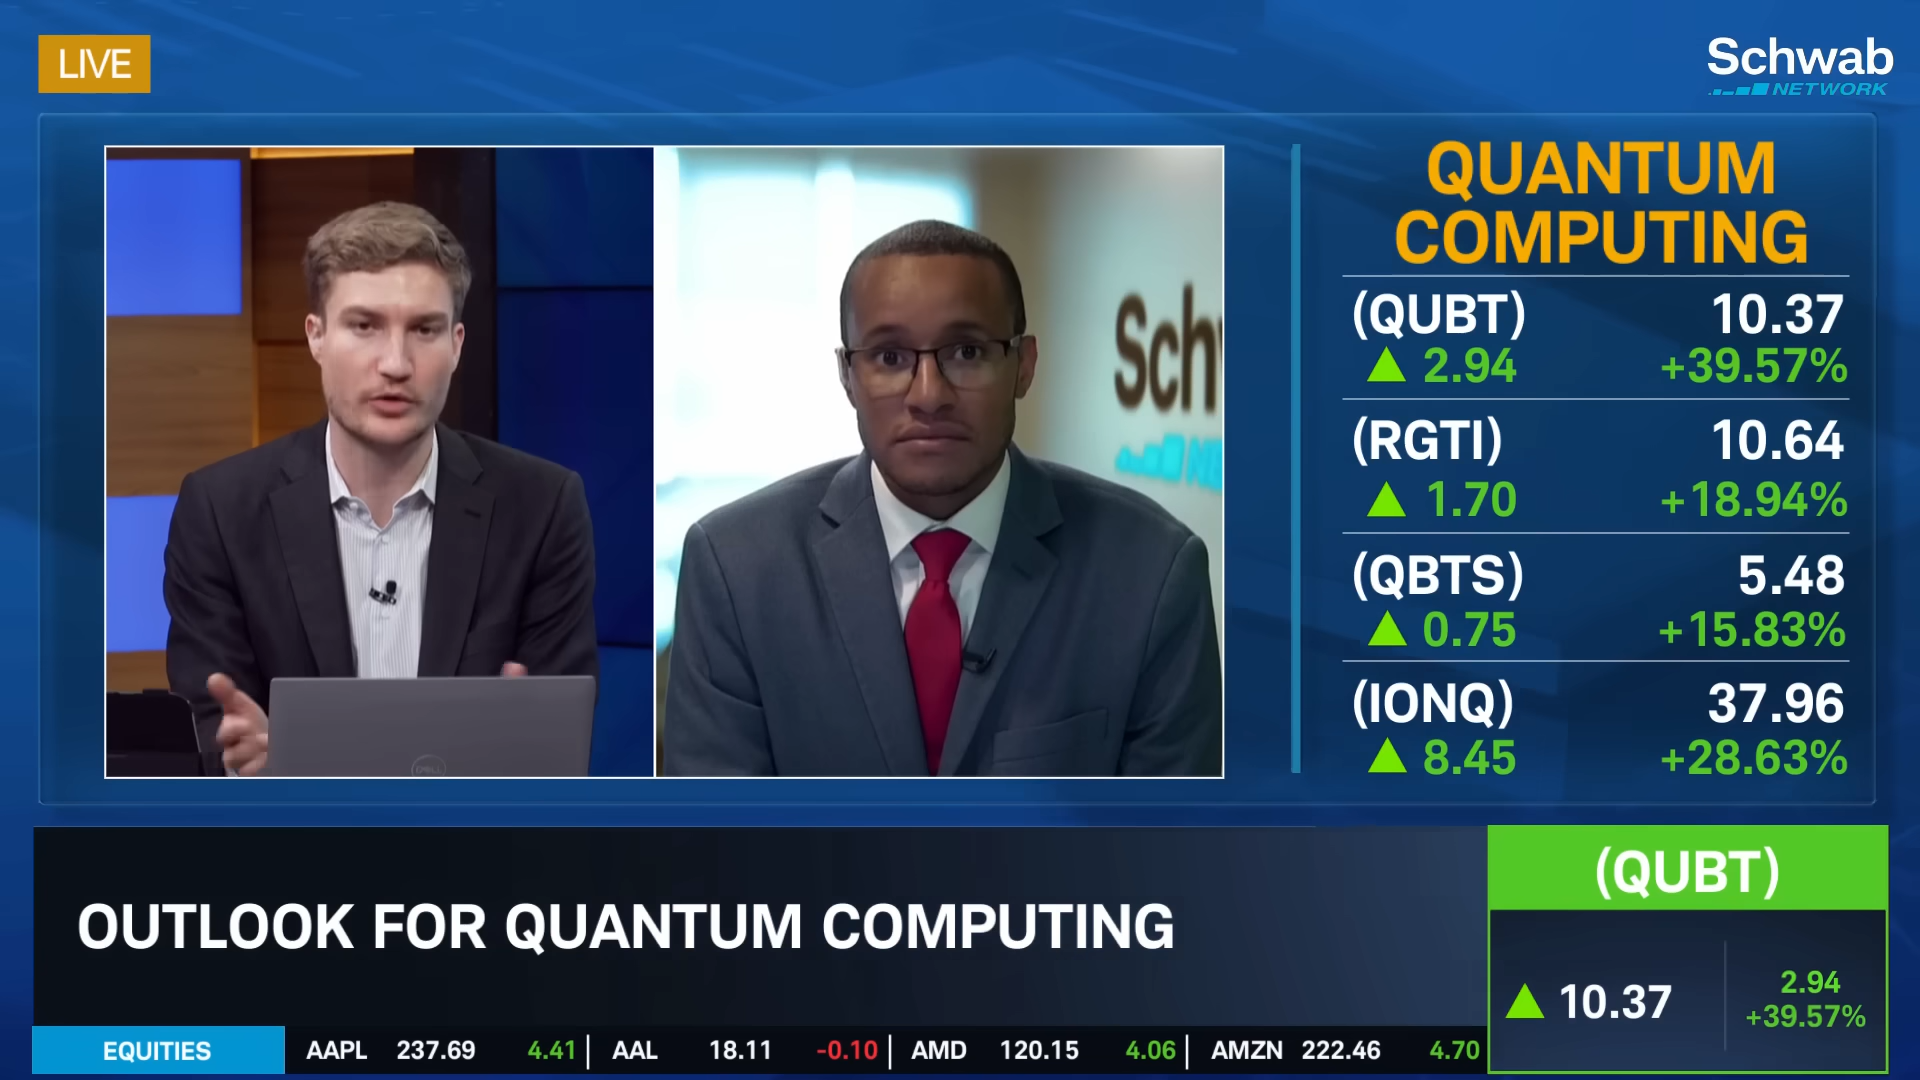 LIVE
Schwab
NETWORK
Sch
NE
QUANTUM
COMPUTING
(QUBT) 10.37
▲ 2.94 +39.57%
(RGTI) 10.64
▲ 1.70 +18.94%
(QBTS) 5.48
▲ 0.75 +15.83%
(IONQ) 37.96
▲ 8.45 +28.63%
DELL
OUTLOOK FOR QUANTUM COMPUTING
(QUBT)
▲ 10.37
2.94
+39.57%
EQUITIES AAPL 237.69 4.41 | AAL 18.11 -0.10 | AMD 120.15 4.06 | AMZN 222.46 4.70